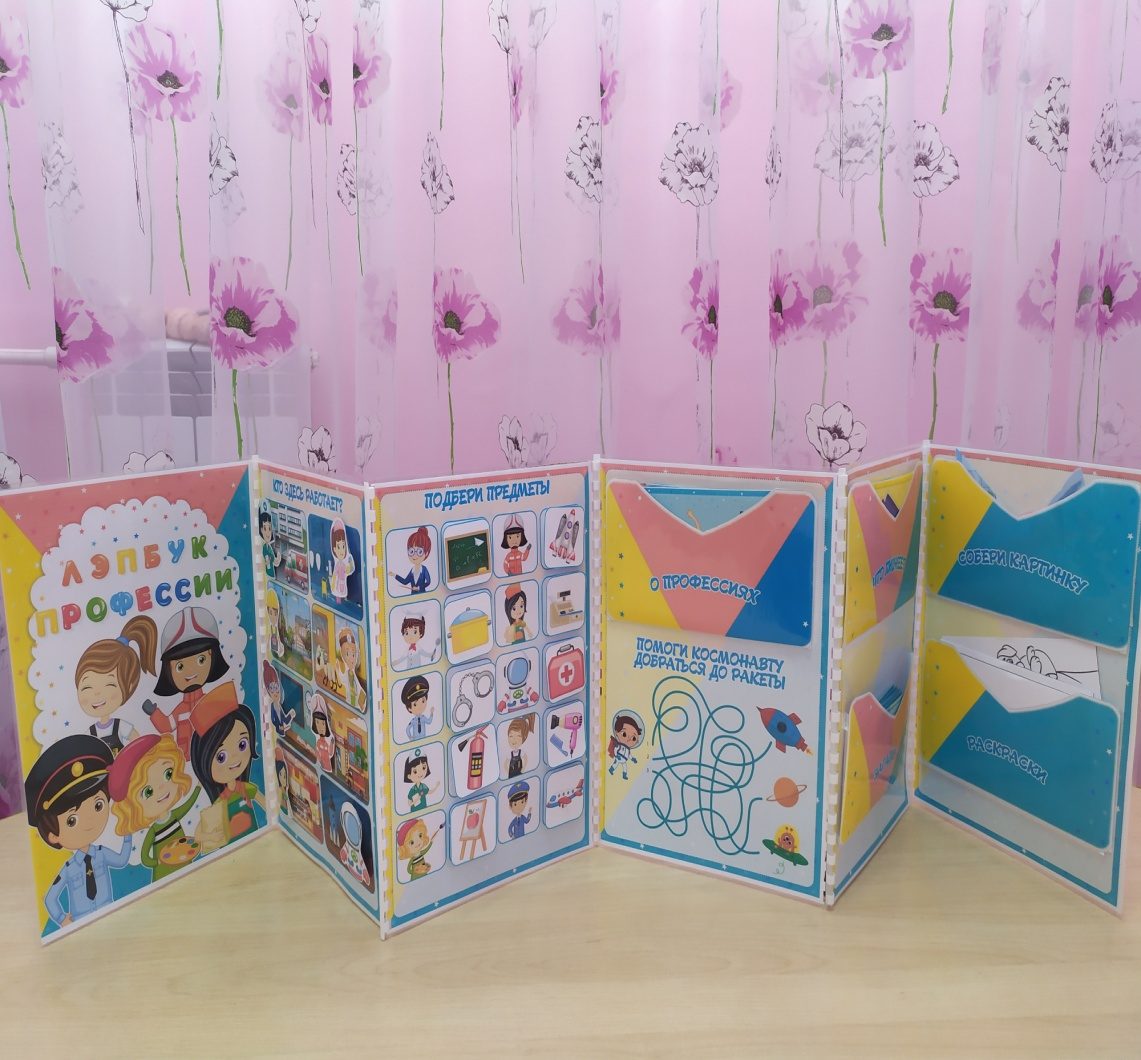 ЛЭПБУК
ПРОФЕССИИ
КТО ЗДЕСЬ РАБОТАЕТ?
ПОДБЕРИ ПРЕДМЕТЫ
О ПРОФЕССИЯХ
ПОМОГИ КОСМОНАВТУ
ДОБРАТЬСЯ ДО РАКЕТЫ
СОБЕРИ КАРТИНКУ
РАСКРАСКИ